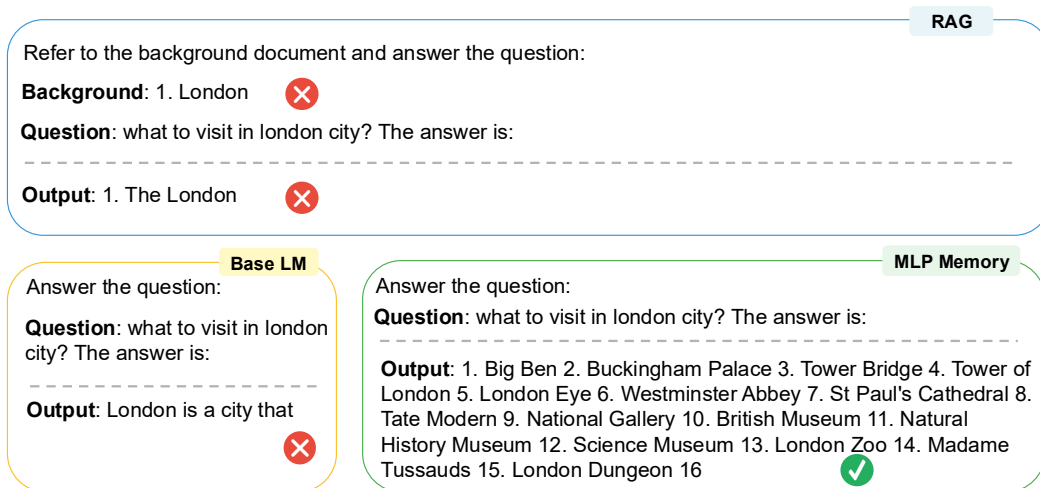 RAG
Refer to the background document and answer the question:
Background: 1. London
Question: what to visit in london city? The answer is:
Output: 1. The London
Base LM
Answer the question:
Question: what to visit in london
city? The answer is:
Output: London is a city that
MLP Memory
Answer the question:
Question: what to visit in london city? The answer is:
Output: 1. Big Ben 2. Buckingham Palace 3. Tower Bridge 4. Tower of
London 5. London Eye 6. Westminster Abbey 7. St Paul's Cathedral 8.
Tate Modern 9. National Gallery 10. British Museum 11. Natural
History Museum 12. Science Museum 13. London Zoo 14. Madame
Tussauds 15. London Dungeon 16